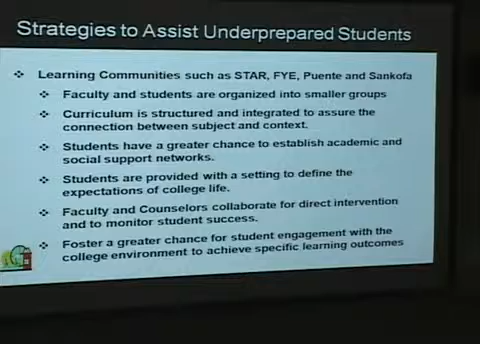 Strategies to Assist Underprepared Students
❖ Learning Communities such as STAR, FYE, Puente and Sankofa
❖ Faculty and students are organized into smaller groups
❖ Curriculum is structured and integrated to assure the
connection between subject and context.
❖ Students have a greater chance to establish academic and
social support networks.
❖ Students are provided with a setting to define the
expectations of college life.
❖ Faculty and Counselors collaborate for direct intervention
and to monitor student success.
❖ Foster a greater chance for student engagement with the
college environment to achieve specific learning outcomes